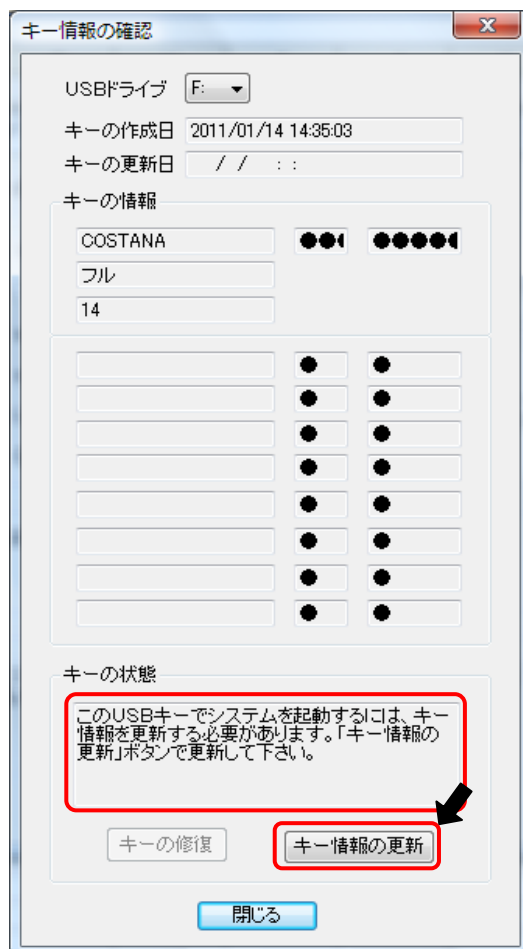 キー情報の確認
USBドライブ F:
キーの作成日 2011/01/14 14:35:03
キーの更新日 / / : :
キーの情報
COSTANA ●●● ●●●●●
フル
14
● ●
● ●
● ●
● ●
● ●
● ●
● ●
● ●
キーの状態
このUSBキーでシステムを起動するには、キー
情報を更新する必要があります。「キー情報の
更新」ボタンで更新して下さい。
キーの修復 キー情報の更新
閉じる